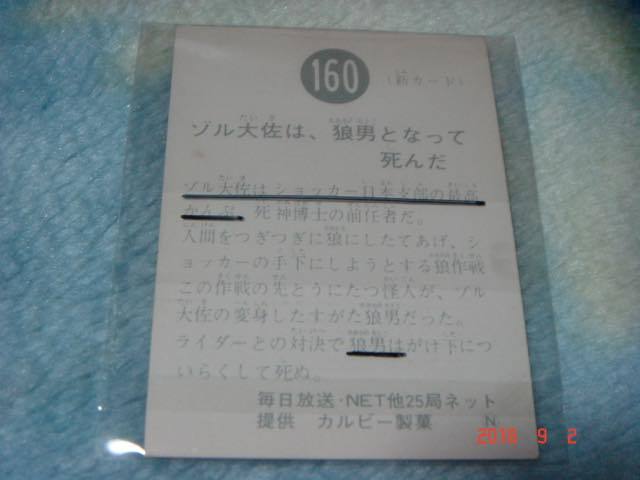 160
(新カード)
ゾル大佐は、狼男となって
死んだ
ゾル大佐はショッカー日本支部の最高
かんぶ。死神博士の前任者だ。
人間をつぎつぎに狼にしたてあげ、シ
ョッカーの手下にしようとする狼作戦
この作戦の先とうにたつ怪人が、ゾル
大佐の変身したすがた狼男だった。
ライダーとの対決で狼男はがけ下につ
いらくして死ぬ。
毎日放送・NET他25局ネット
提供 カルビー製菓 N
2018 9 2